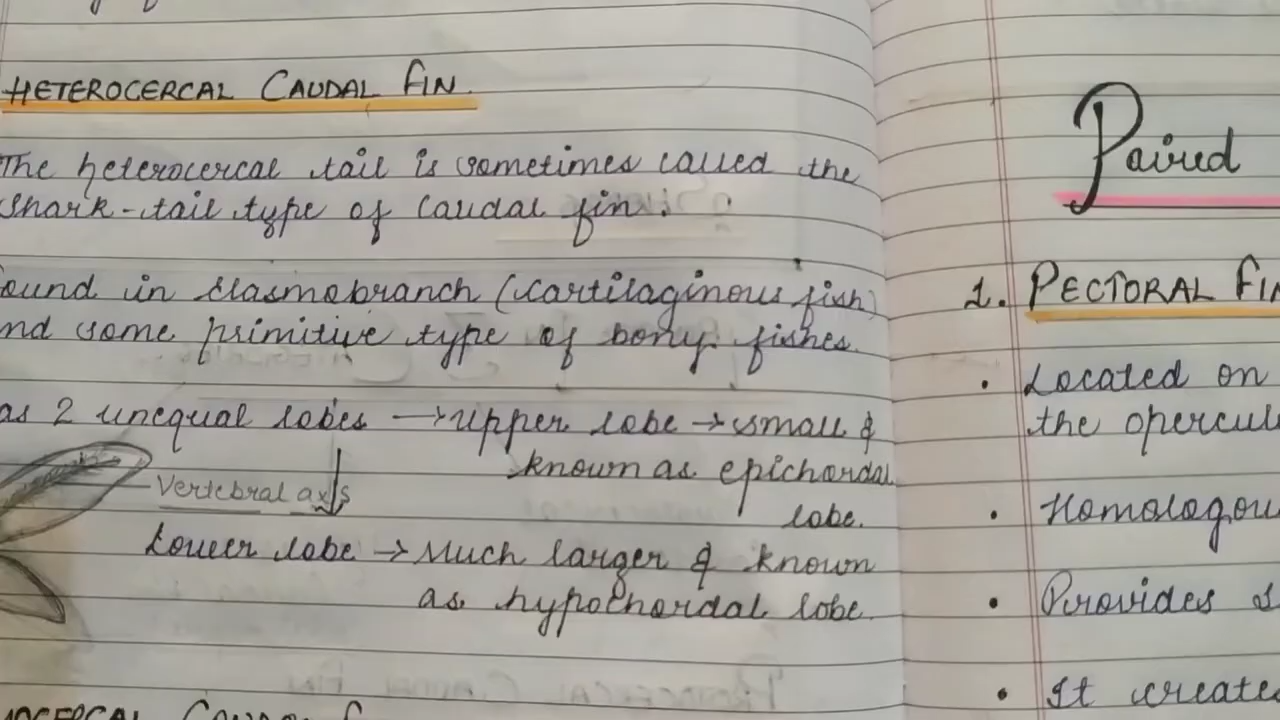 HETEROCERCAL CAUDAL FIN.
The heterocercal tail is sometimes called the
shark-tail type of caudal fin.
ound in Elasmobranch (cartilaginous fish)
nd some primitive type of bony fishes.
as 2 unequal lobes → upper lobe → small &
known as epichordal
lobe.
Vertebral axis
Lower lobe → Much larger & known
as hypochordal lobe.
CAUDAL F
Paired
1. PECTORAL FIN
• Located on
the opercul
• Homologou
• Provides
• It creates